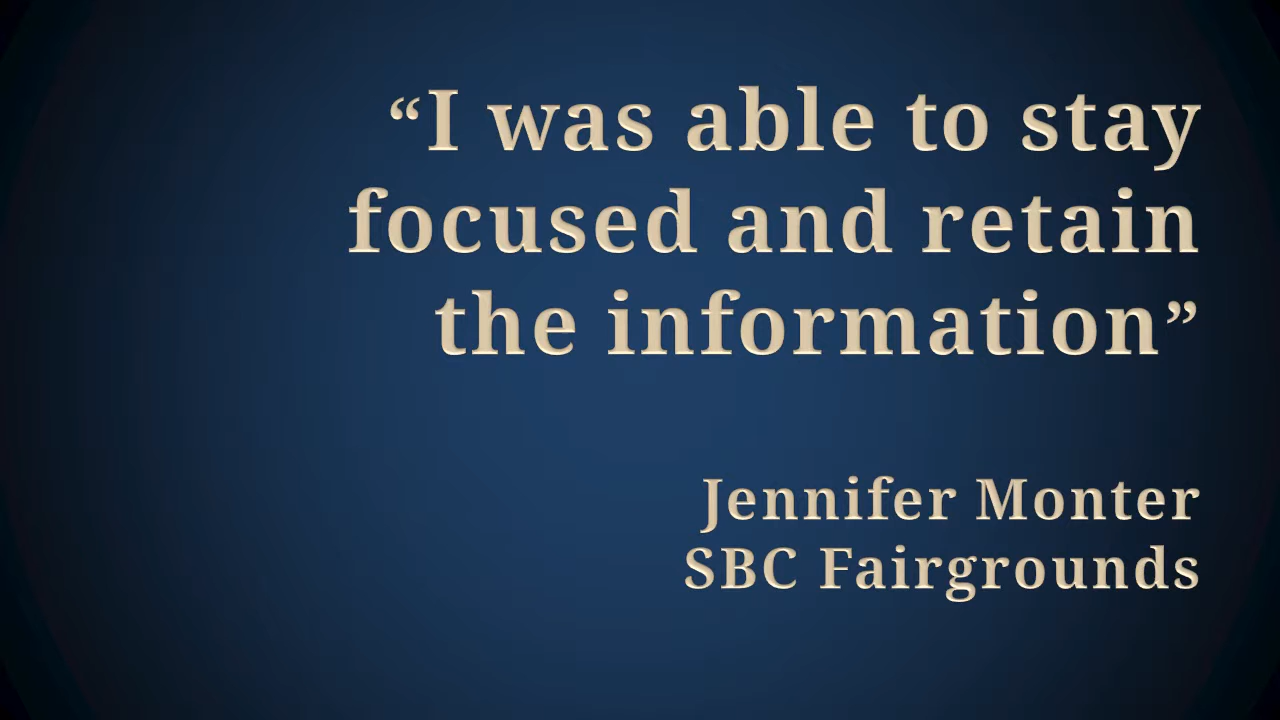 “I was able to stay
focused and retain
the information”
Jennifer Monter
SBC Fairgrounds